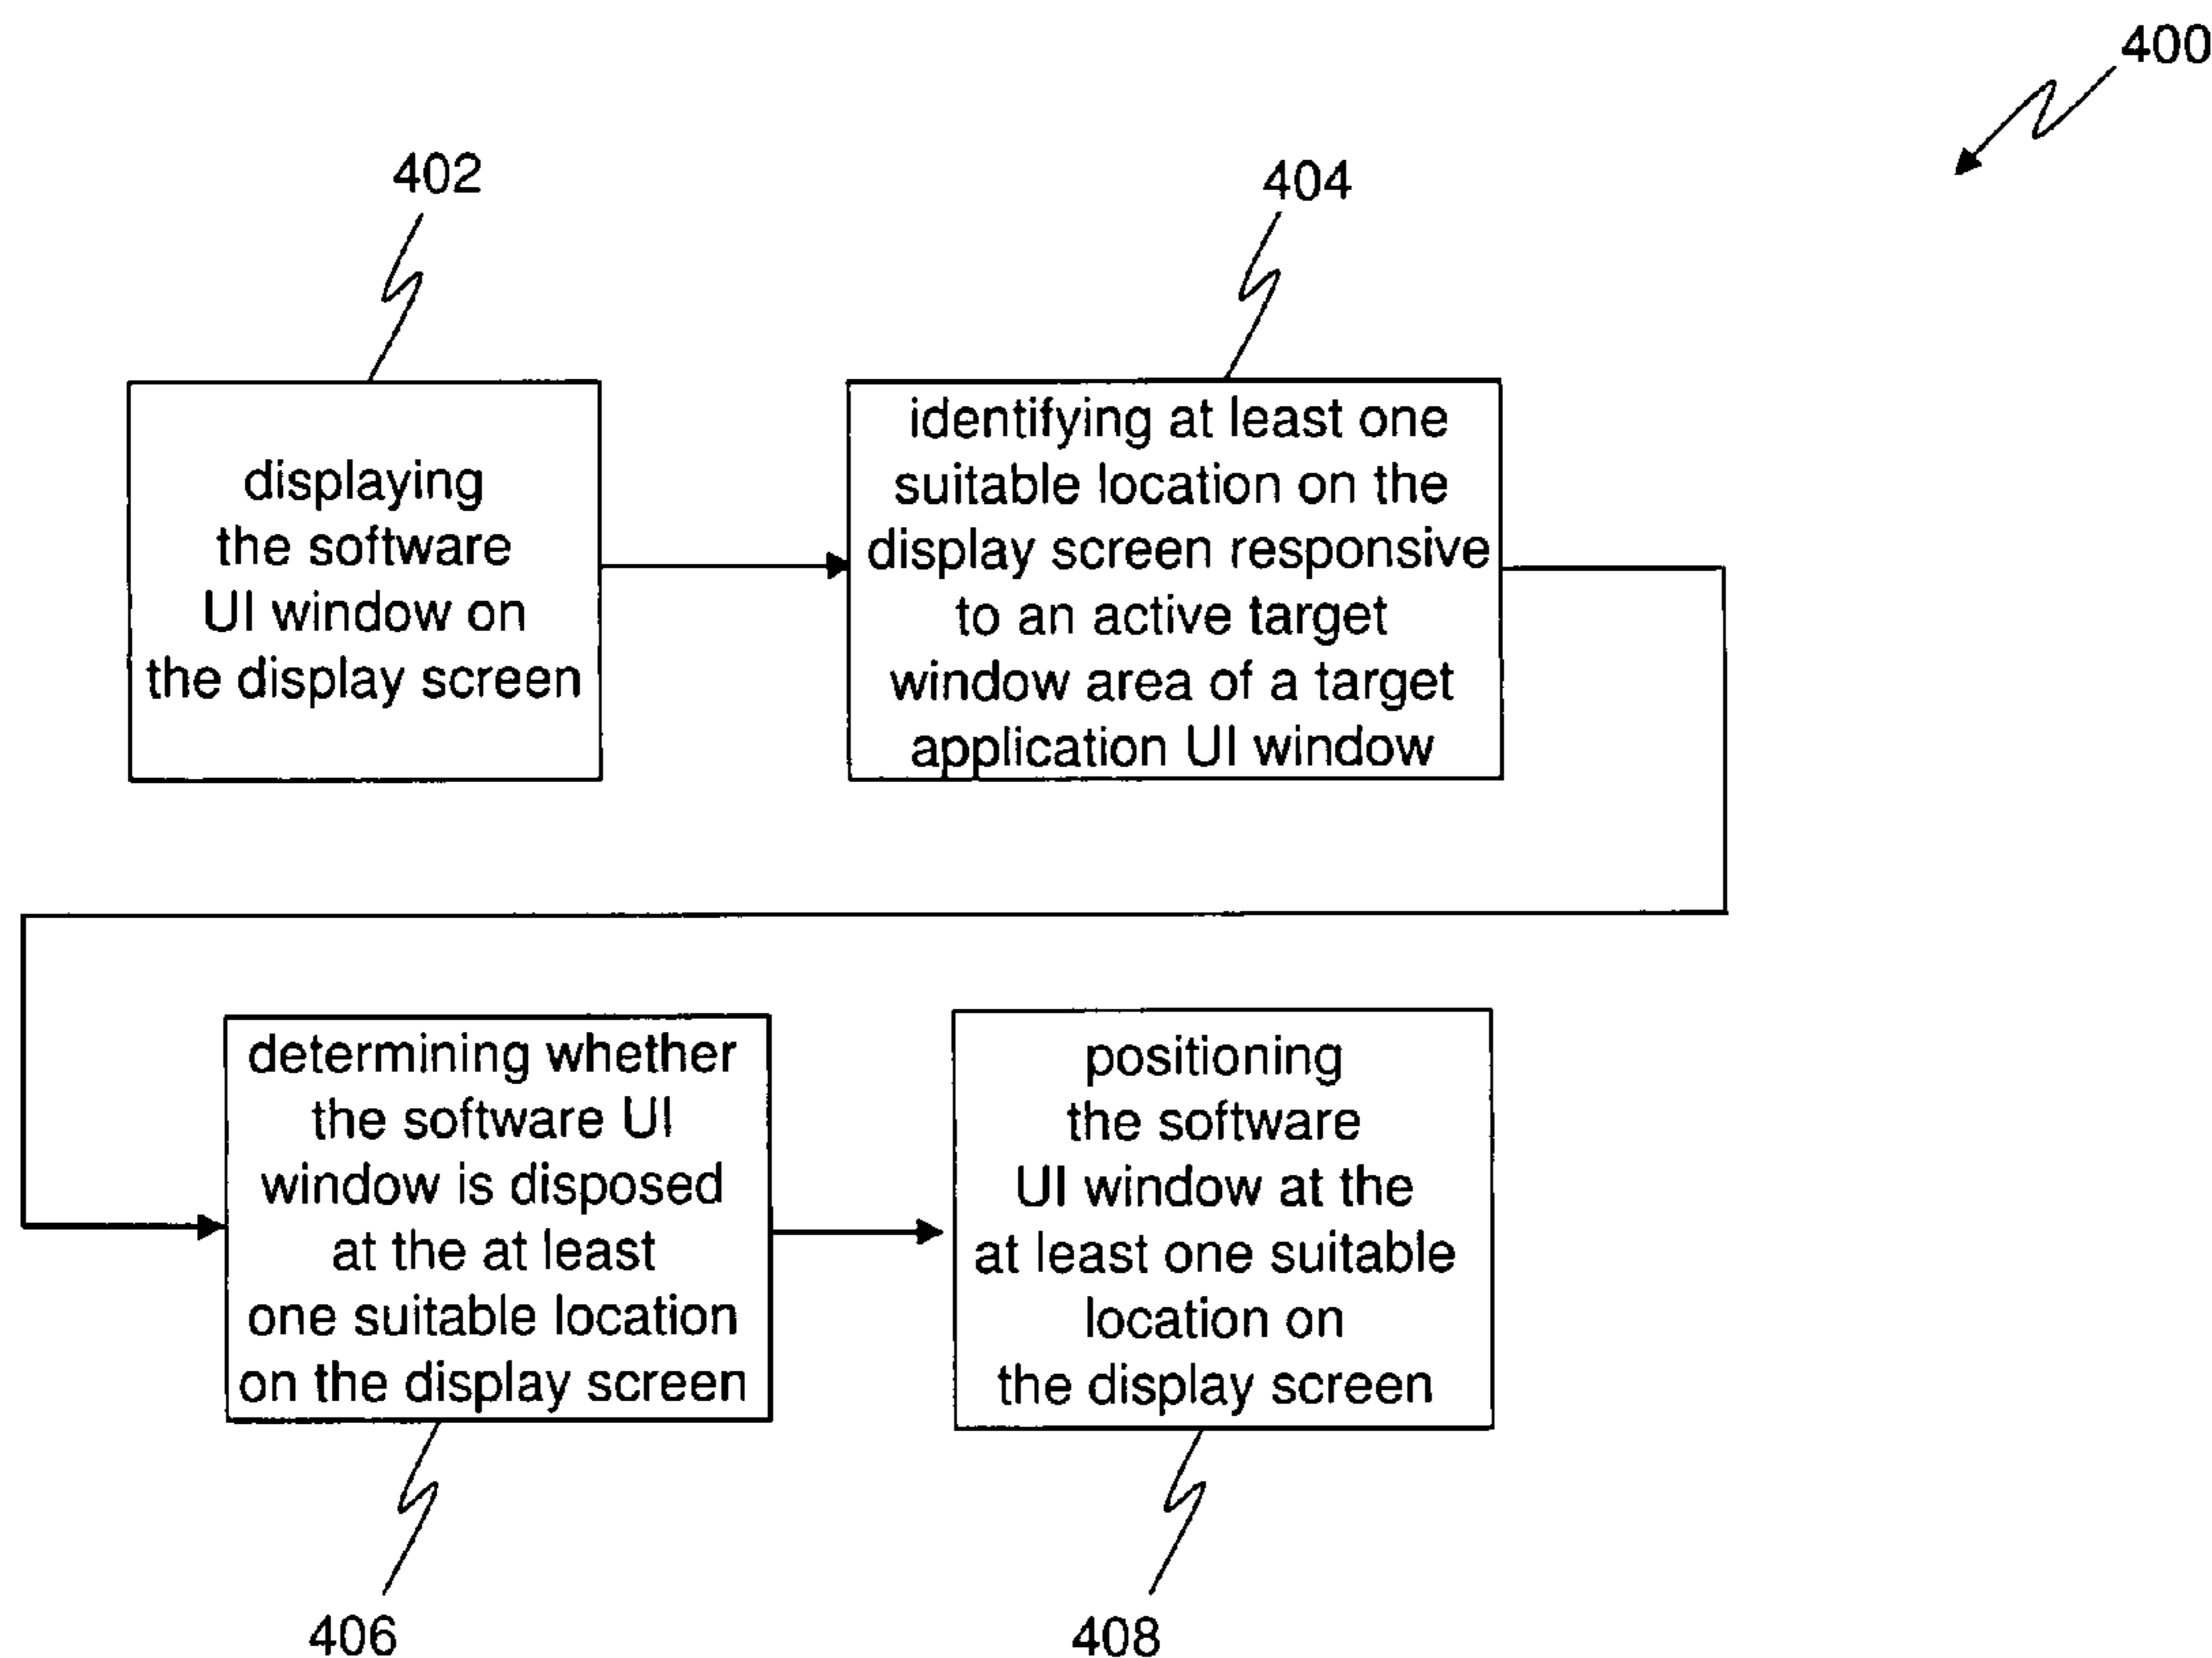 400
402
404
displaying
the software
UI window on
the display screen
identifying at least one
suitable location on the
display screen responsive
to an active target
window area of a target
application UI window
determining whether
the software UI
window is disposed
at the at least
one suitable location
on the display screen
positioning
the software
UI window at the
at least one suitable
location on
the display screen
406
408